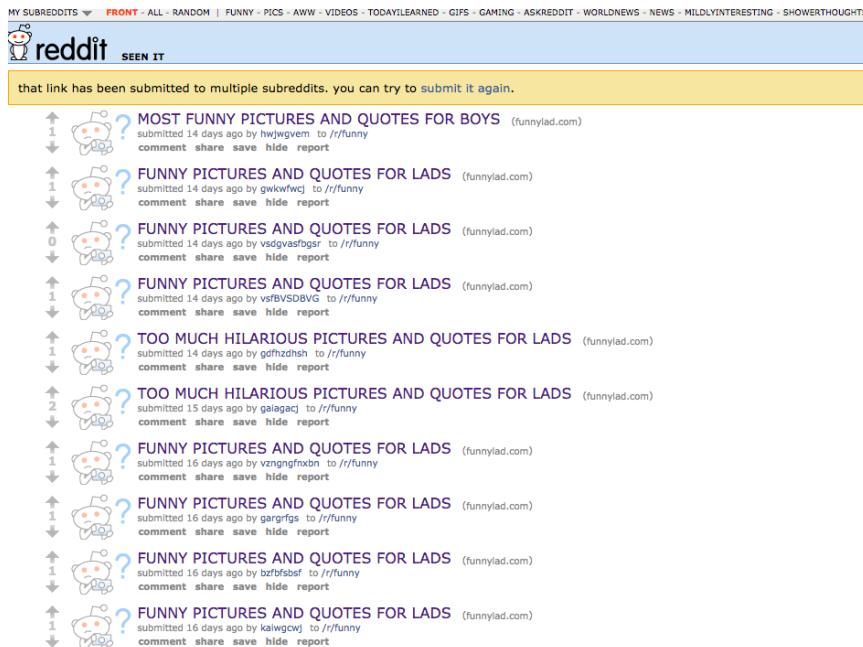 MY SUBREDDITS FRONT - ALL - RANDOM | FUNNY - PICS - AWW - VIDEOS - TODAYILEARNED - GIFS - GAMING - ASKREDDIT - WORLDNEWS - NEWS - MILDLYINTERESTING - SHOWERTHOUGHT
reddit SEEN IT
that link has been submitted to multiple subreddits. you can try to submit it again.
MOST FUNNY PICTURES AND QUOTES FOR BOYS (funnylad.com)
1 ? submitted 14 days ago by hwjwgvem to /r/funny
comment share save hide report
FUNNY PICTURES AND QUOTES FOR LADS (funnylad.com)
1 ? submitted 14 days ago by gwkwfwcj to /r/funny
comment share save hide report
FUNNY PICTURES AND QUOTES FOR LADS (funnylad.com)
0 ? submitted 14 days ago by vsdgvasfbgsr to /r/funny
comment share save hide report
FUNNY PICTURES AND QUOTES FOR LADS (funnylad.com)
1 ? submitted 14 days ago by vsfBVSDBVG to /r/funny
comment share save hide report
TOO MUCH HILARIOUS PICTURES AND QUOTES FOR LADS (funnylad.com)
1 ? submitted 14 days ago by gdfhzdhsh to /r/funny
comment share save hide report
TOO MUCH HILARIOUS PICTURES AND QUOTES FOR LADS (funnylad.com)
2 ? submitted 15 days ago by gaiagacj to /r/funny
comment share save hide report
FUNNY PICTURES AND QUOTES FOR LADS (funnylad.com)
1 ? submitted 16 days ago by vzngngfnxbn to /r/funny
comment share save hide report
FUNNY PICTURES AND QUOTES FOR LADS (funnylad.com)
1 ? submitted 16 days ago by gargrfgs to /r/funny
comment share save hide report
FUNNY PICTURES AND QUOTES FOR LADS (funnylad.com)
1 ? submitted 16 days ago by bzfbfsbsf to /r/funny
comment share save hide report
FUNNY PICTURES AND QUOTES FOR LADS (funnylad.com)
1 ? submitted 16 days ago by kaiwgcwj to /r/funny
comment share save hide report